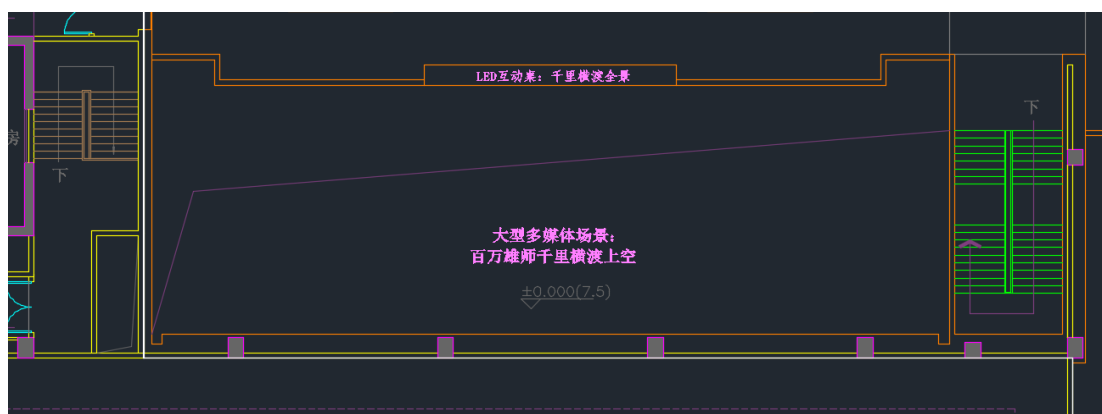 LED互动桌：千里横渡全景
下
房
下
大型多媒体场景：
百万雄师千里横渡上空
±0.000(7.5)